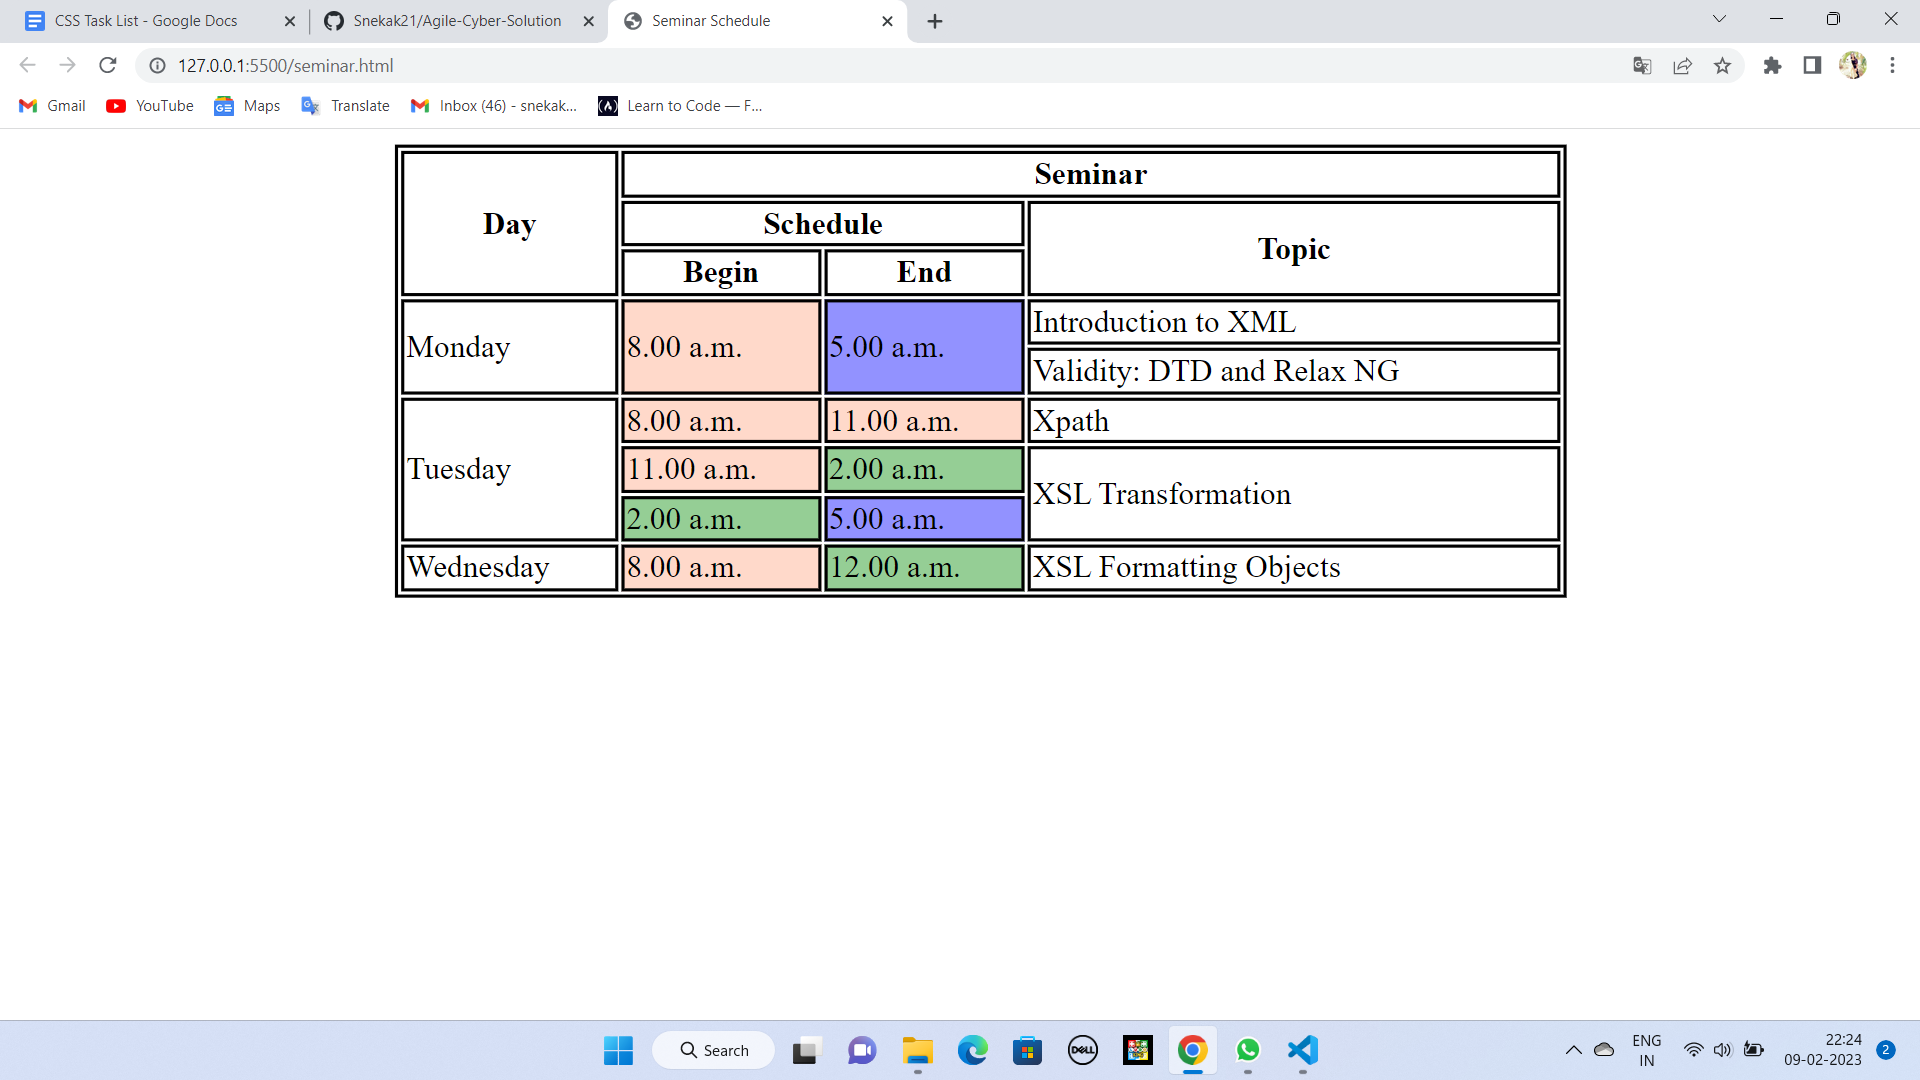 CSS Task List - Google Docs
Snekak21/Agile-Cyber-Solution
Seminar Schedule
127.0.0.1:5500/seminar.html
Gmail
YouTube
Maps
Translate
Inbox (46) - snekak...
Learn to Code — F...
Day
Seminar
Schedule
Topic
Begin
End
Monday
8.00 a.m.
5.00 a.m.
Introduction to XML
Validity: DTD and Relax NG
Tuesday
8.00 a.m.
11.00 a.m.
Xpath
11.00 a.m.
2.00 a.m.
XSL Transformation
2.00 a.m.
5.00 a.m.
Wednesday
8.00 a.m.
12.00 a.m.
XSL Formatting Objects
Search
DELL
ENG
IN
22:24
09-02-2023
2